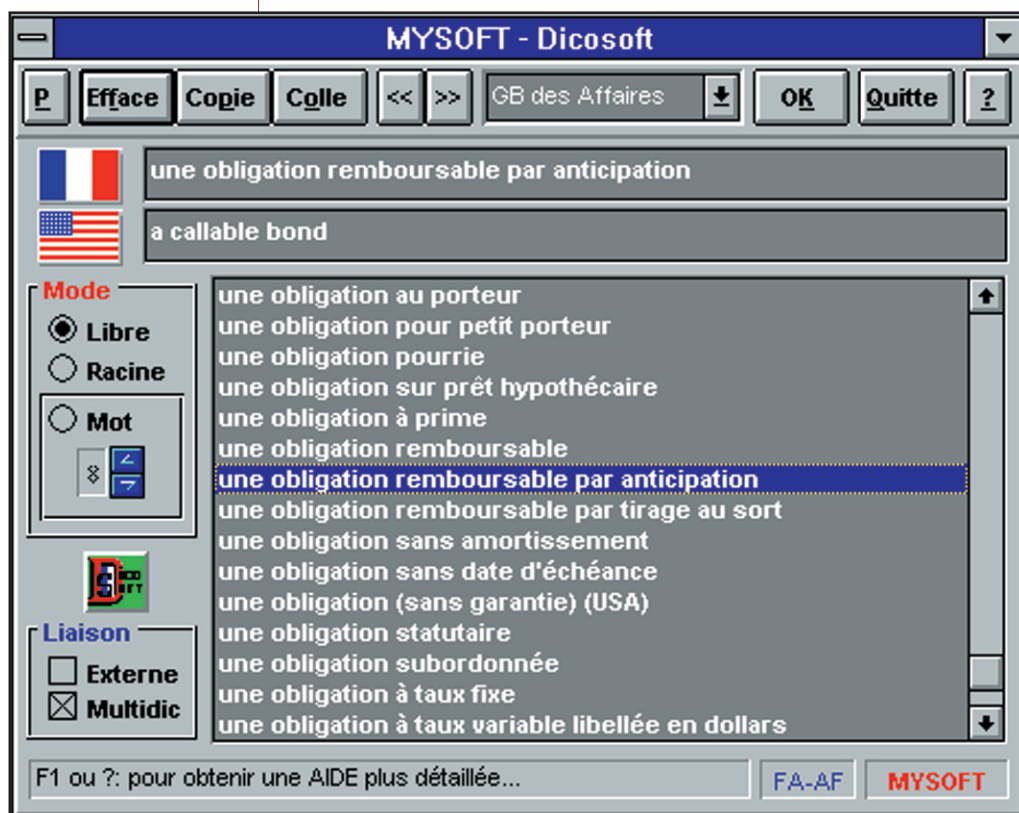 MYSOFT - Dicosoft
P Efface Copie Colle << >> GB des Affaires OK Quitte ?
une obligation remboursable par anticipation
a callable bond
Mode
Libre
Racine
Mot
8
une obligation au porteur
une obligation pour petit porteur
une obligation pourrie
une obligation sur prêt hypothécaire
une obligation à prime
une obligation remboursable
une obligation remboursable par anticipation
une obligation remboursable par tirage au sort
une obligation sans amortissement
une obligation sans date d'échéance
une obligation (sans garantie) (USA)
une obligation statutaire
une obligation subordonnée
une obligation à taux fixe
une obligation à taux variable libellée en dollars
Liaison
Externe
Multidic
F1 ou ?: pour obtenir une AIDE plus détaillée... FA-AF MYSOFT